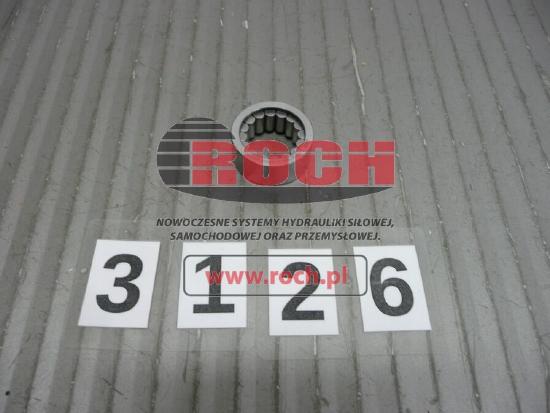 ROCH
NOWOCZESNE SYSTEMY HYDRAULIKI SIŁOWEJ,
SAMOCHODOWEJ ORAZ PRZEMYSŁOWEJ.
www.roch.pl
3 1 2 6